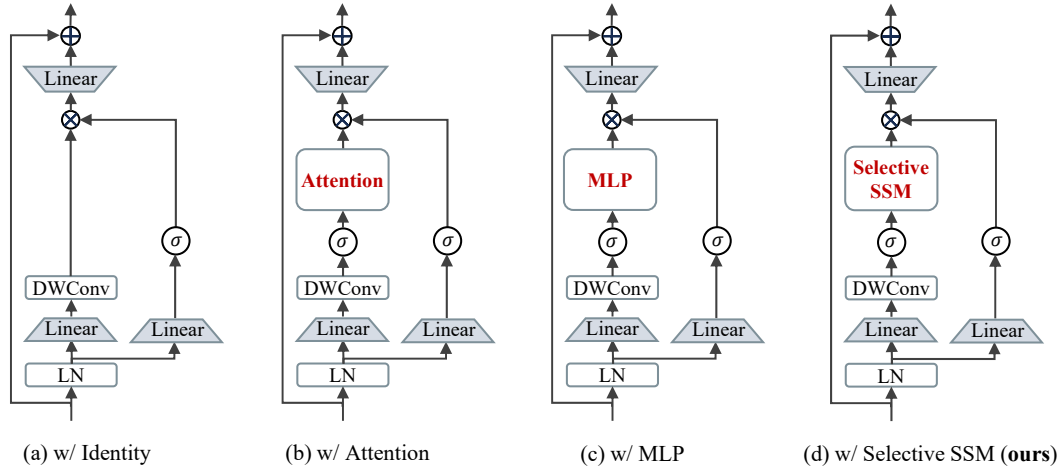 Linear
σ
DWConv
Linear
Linear
LN
(a) w/ Identity
Linear
Attention
σ
σ
DWConv
Linear
Linear
LN
(b) w/ Attention
Linear
MLP
σ
σ
DWConv
Linear
Linear
LN
(c) w/ MLP
Linear
Selective
SSM
σ
σ
DWConv
Linear
Linear
LN
(d) w/ Selective SSM (ours)